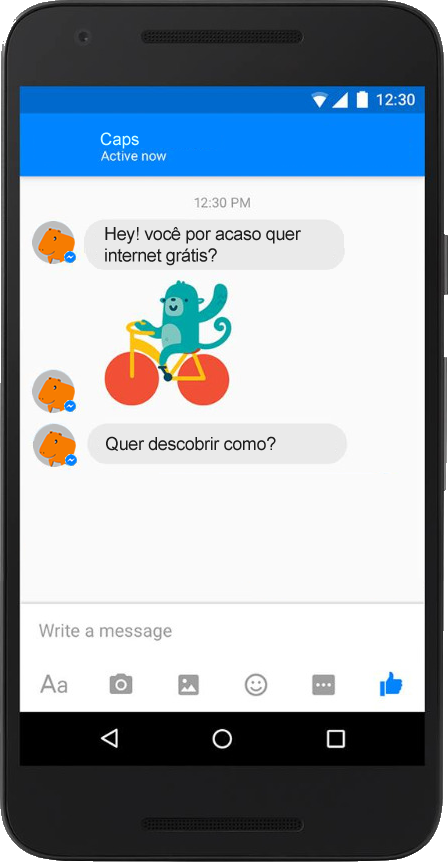 12:30
Caps
Active now
12:30 PM
Hey! você por acaso quer
internet grátis?
Quer descobrir como?
Write a message
Aa